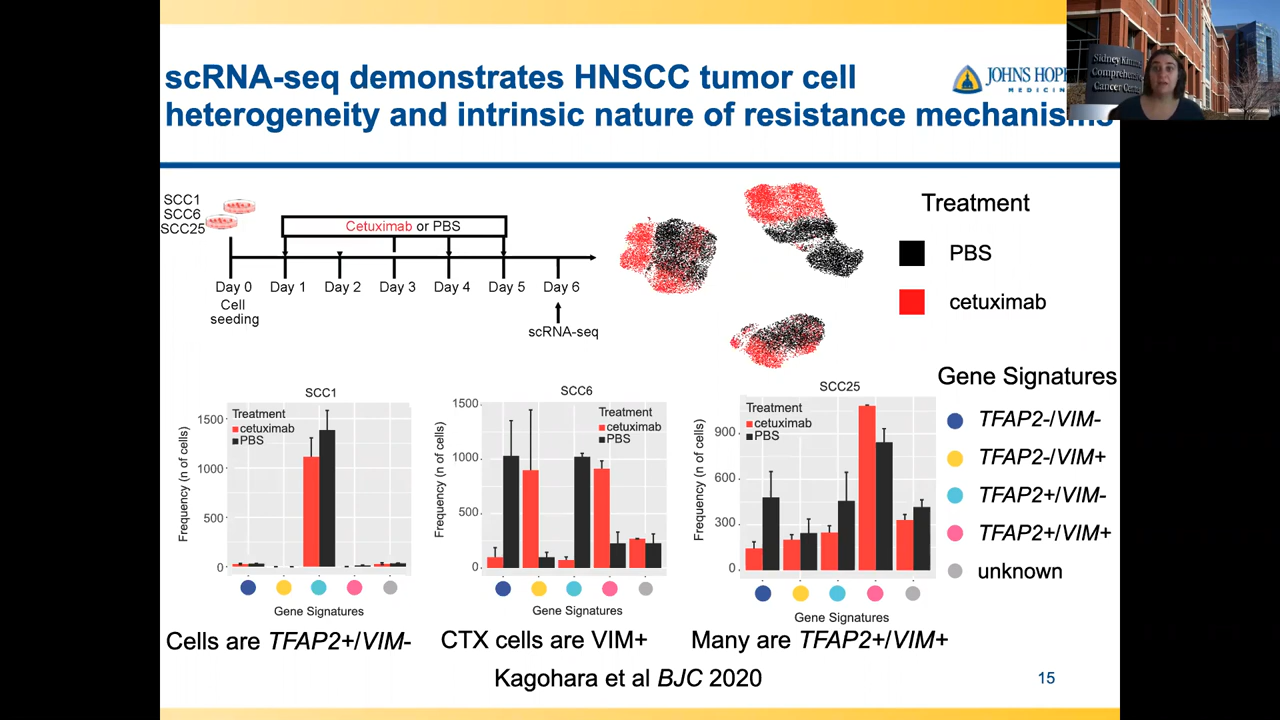 scRNA-seq demonstrates HNSCC tumor cell
heterogeneity and intrinsic nature of resistance mechanisms
JOHNS HOP
MEDICIN
Sidney Kimm
Comprehensive
Cancer Cent
SCC1
SCC6
SCC25
Cetuximab or PBS
Day 0 Day 1 Day 2 Day 3 Day 4 Day 5 Day 6
Cell
seeding
scRNA-seq
Treatment
PBS
cetuximab
Gene Signatures
TFAP2-/VIM-
TFAP2-/VIM+
TFAP2+/VIM-
TFAP2+/VIM+
unknown
SCC1
Frequency (n of cells)
1500
1000
500
0
Treatment
cetuximab
PBS
Gene Signatures
Cells are TFAP2+/VIM-
SCC6
Frequency (n of cells)
1500
1000
500
0
Treatment
cetuximab
PBS
Gene Signatures
CTX cells are VIM+
SCC25
Frequency (n of cells)
900
600
300
0
Treatment
cetuximab
PBS
Gene Signatures
Many are TFAP2+/VIM+
Kagohara et al BJC 2020
15